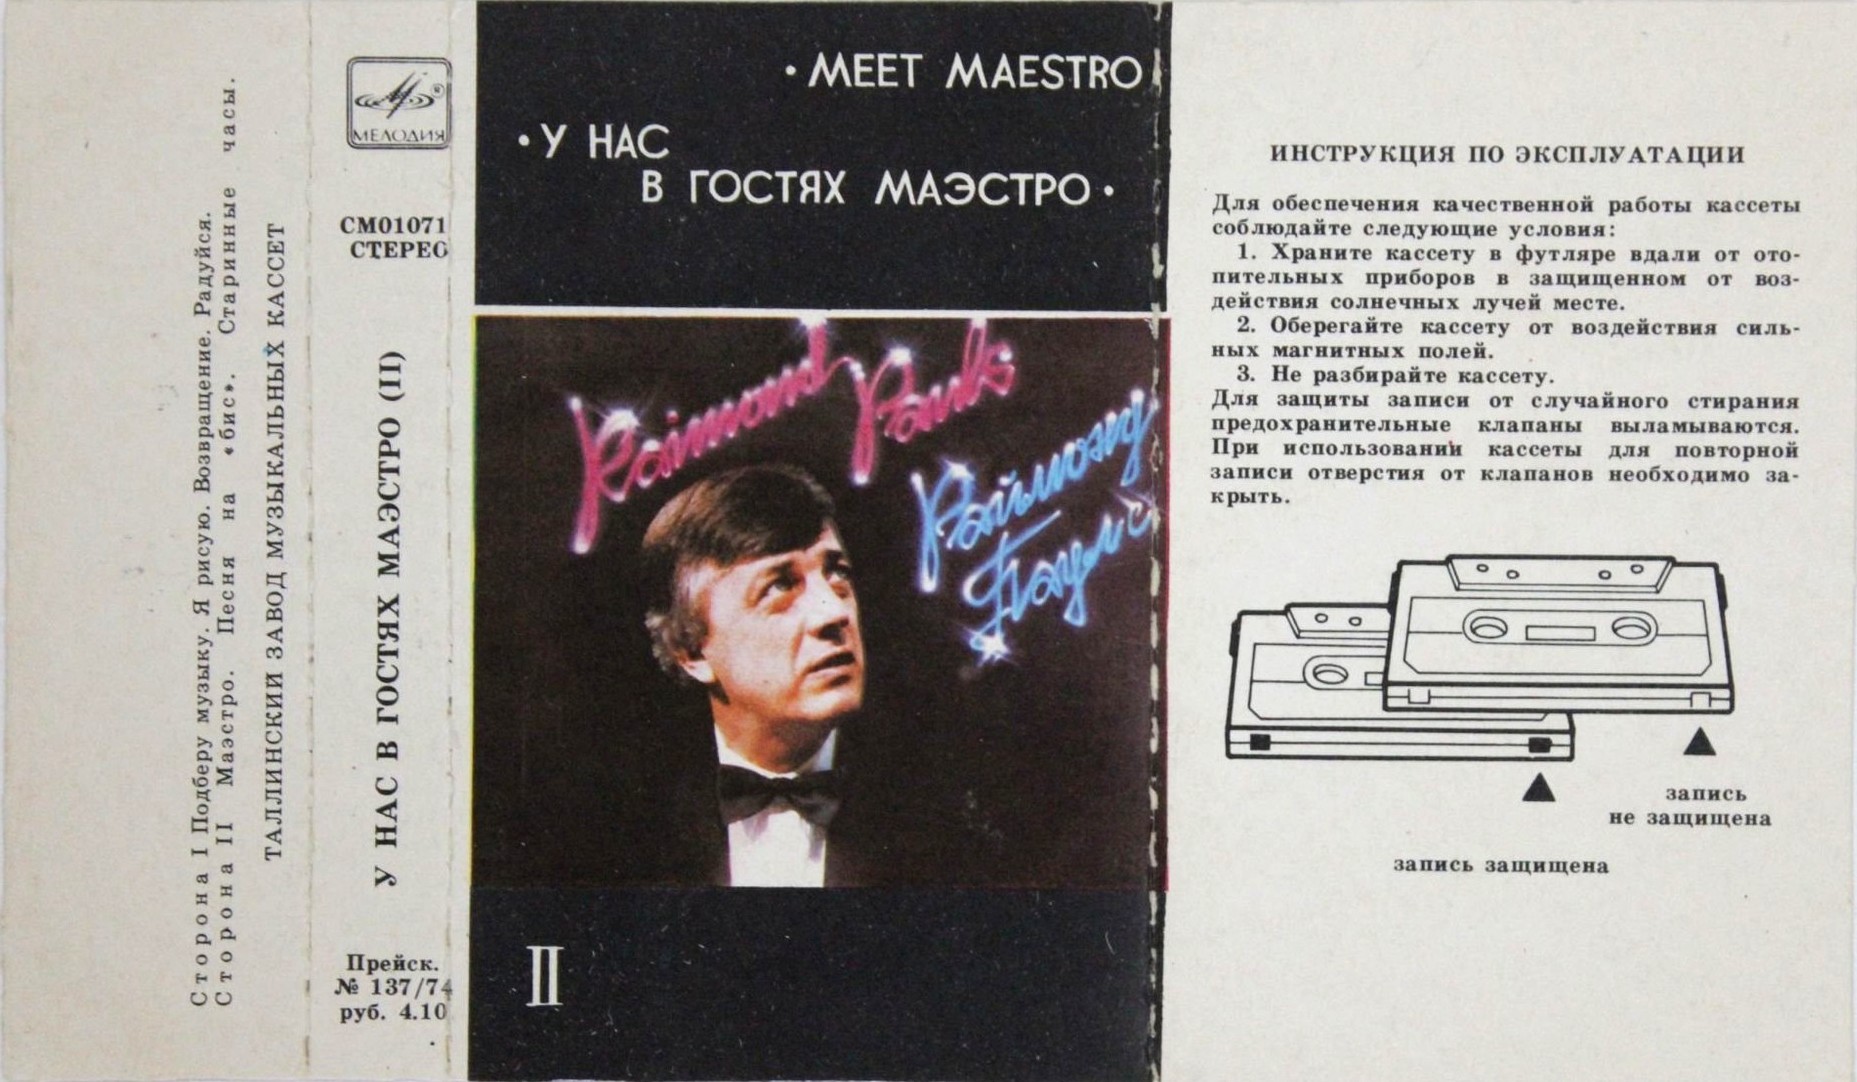 Сторона I Подберу музыку. Я рисую. Возвращение. Радуйся.
Сторона II Маэстро. Песня на «бис». Старинные часы.
ТАЛЛИНСКИЙ ЗАВОД МУЗЫКАЛЬНЫХ КАССЕТ
МЕЛОДИЯ
СМ01071
СТЕРЕО
У НАС В ГОСТЯХ МАЭСТРО (II)
Прейск.
№ 137/74
руб. 4.10
• MEET MAESTRO
• У НАС
В ГОСТЯХ МАЭСТРО •
Raimond Pauls
Раймонд
Паулс
II
ИНСТРУКЦИЯ ПО ЭКСПЛУАТАЦИИ
Для обеспечения качественной работы кассеты
соблюдайте следующие условия:
1. Храните кассету в футляре вдали от ото-
пительных приборов в защищенном от воз-
действия солнечных лучей месте.
2. Оберегайте кассету от воздействия силь-
ных магнитных полей.
3. Не разбирайте кассету.
Для защиты записи от случайного стирания
предохранительные клапаны выламываются.
При использовании кассеты для повторной
записи отверстия от клапанов необходимо за-
крыть.
запись
не защищена
запись защищена